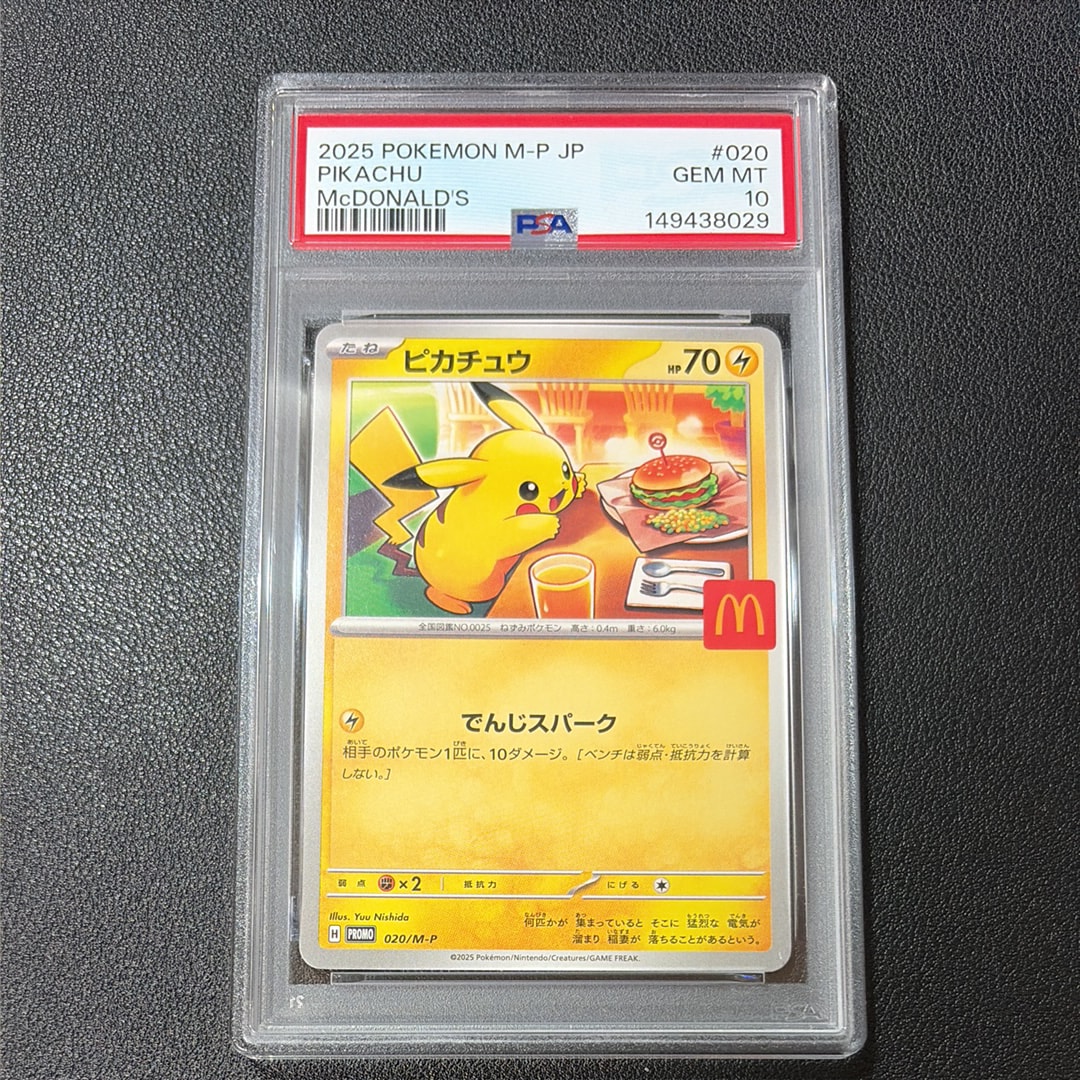 2025 POKEMON M-P JP #020
PIKACHU GEM MT
McDONALD'S 10
PSA 149438029
たね ピカチュウ HP70
全国図鑑NO.0025 ねずみポケモン 高さ:0.4m 重さ:6.0kg
でんじスパーク
相手のポケモン1匹に、10ダメージ。[ベンチは弱点・抵抗力を計算
しない。]
弱点 ×2 抵抗力 にげる
Illus. Yuu Nishida
H PROMO 020/M-P
何匹かが 集まっていると そこに 猛烈な 電気が
溜まり 稲妻が 落ちることがあるという。
©2025 Pokémon/Nintendo/Creatures/GAME FREAK.
PSA